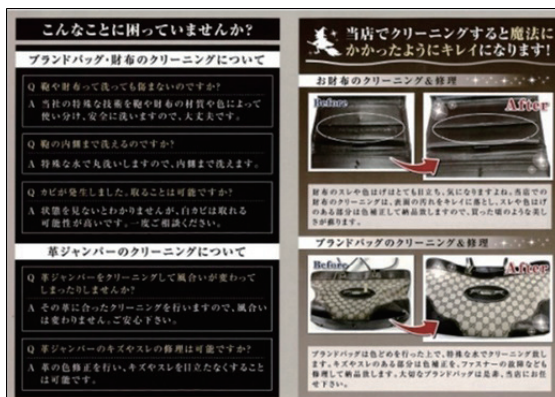 こんなことに困っていませんか?
ブランドバッグ・財布のクリーニングについて
Q 鞄や財布って洗っても傷まないのですか?
A 当社の特殊な技術を鞄や財布の材質や色によって
使い分け、安全に洗いますので、大丈夫です。
Q 鞄の内側まで洗えるのですか?
A 特殊な水で丸洗いしますので、内側まで洗えます。
Q カビが発生しました。取ることは可能ですか?
A 状態を見ないとわかりませんが、白カビは取れる
可能性が高いです。一度ご相談ください。
革ジャンパーのクリーニングについて
Q 革ジャンパーをクリーニングして風合いが変わって
しまったりしませんか?
A その革に合ったクリーニングを行いますので、風合い
は変わりません。ご安心下さい。
Q 革ジャンパーのキズやスレの修理は可能ですか?
A 革の色修正を行い、キズやスレを目立たなくすること
は可能です。
当店でクリーニングすると魔法に
かかったようにキレイになります!
お財布のクリーニング&修理
Before
After
財布のスレや色はげはとても目立ち、気になりますよね。当店での
お財布のクリーニングは、表面の汚れをキレイに落とし、スレや色はげ
のある部分は色補正して納品致しますので、買った頃のような美し
さが蘇ります。
ブランドバッグのクリーニング&修理
Before
After
ブランドバッグは色どめを行った上で、特殊な水でクリーニング致し
ます。キズやスレのある部分は色補正を、ファスナーの故障なども
修理して納品致します。大切なブランドバッグは是非、当店にお任
せ下さい。